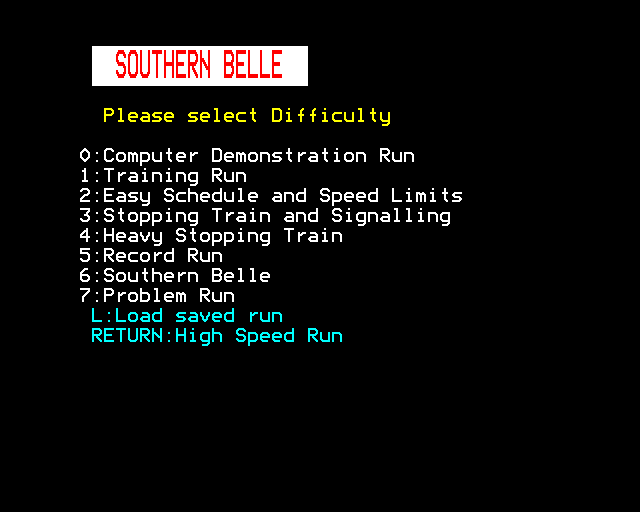 SOUTHERN BELLE
Please select Difficulty
0:Computer Demonstration Run
1:Training Run
2:Easy Schedule and Speed Limits
3:Stopping Train and Signalling
4:Heavy Stopping Train
5:Record Run
6:Southern Belle
7:Problem Run
L:Load saved run
RETURN:High Speed Run